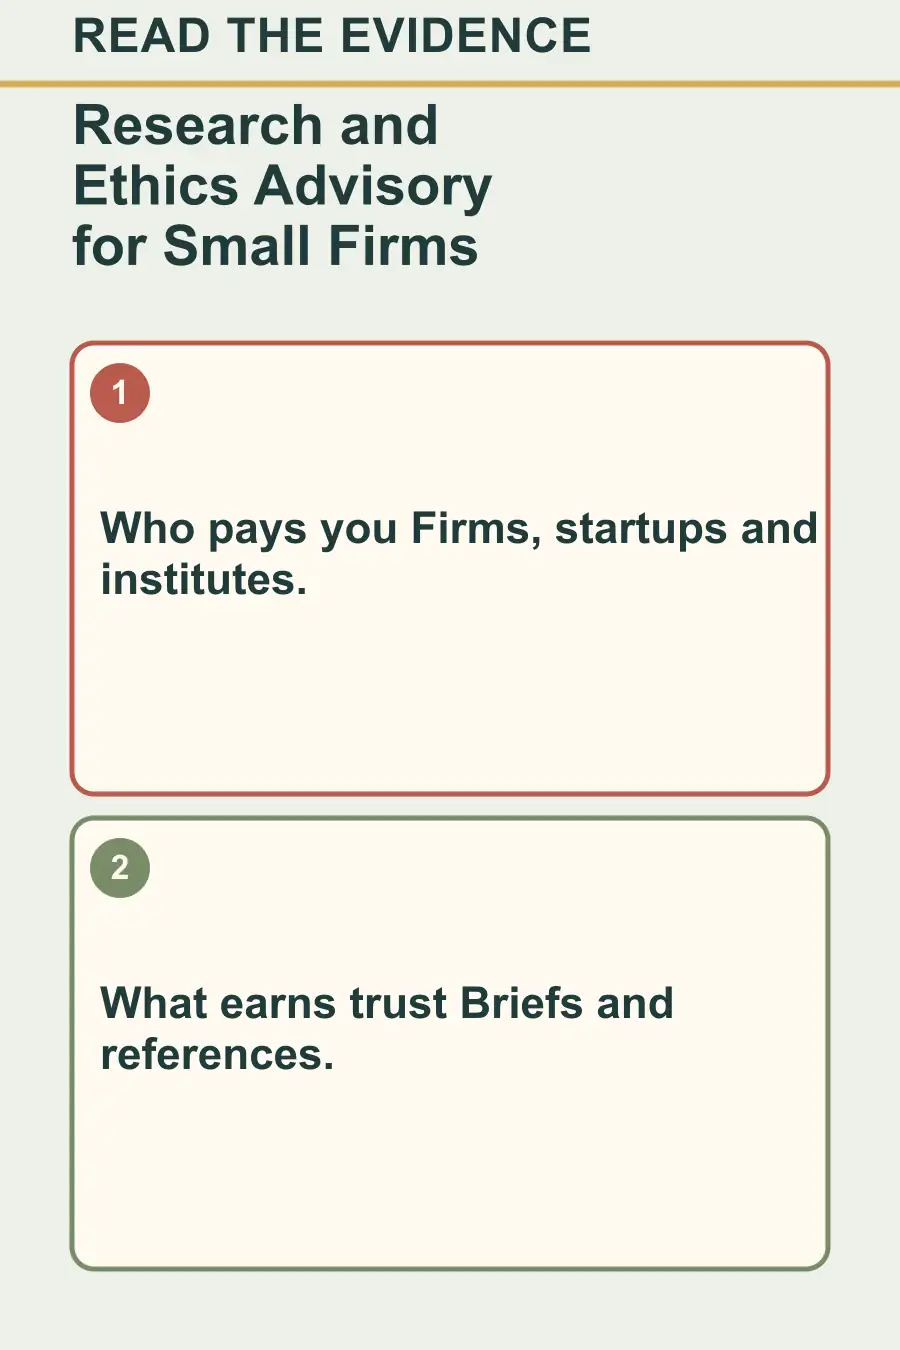 READ THE EVIDENCE
Research and
Ethics Advisory
for Small Firms
1
Who pays you Firms, startups and
institutes.
2
What earns trust Briefs and
references.